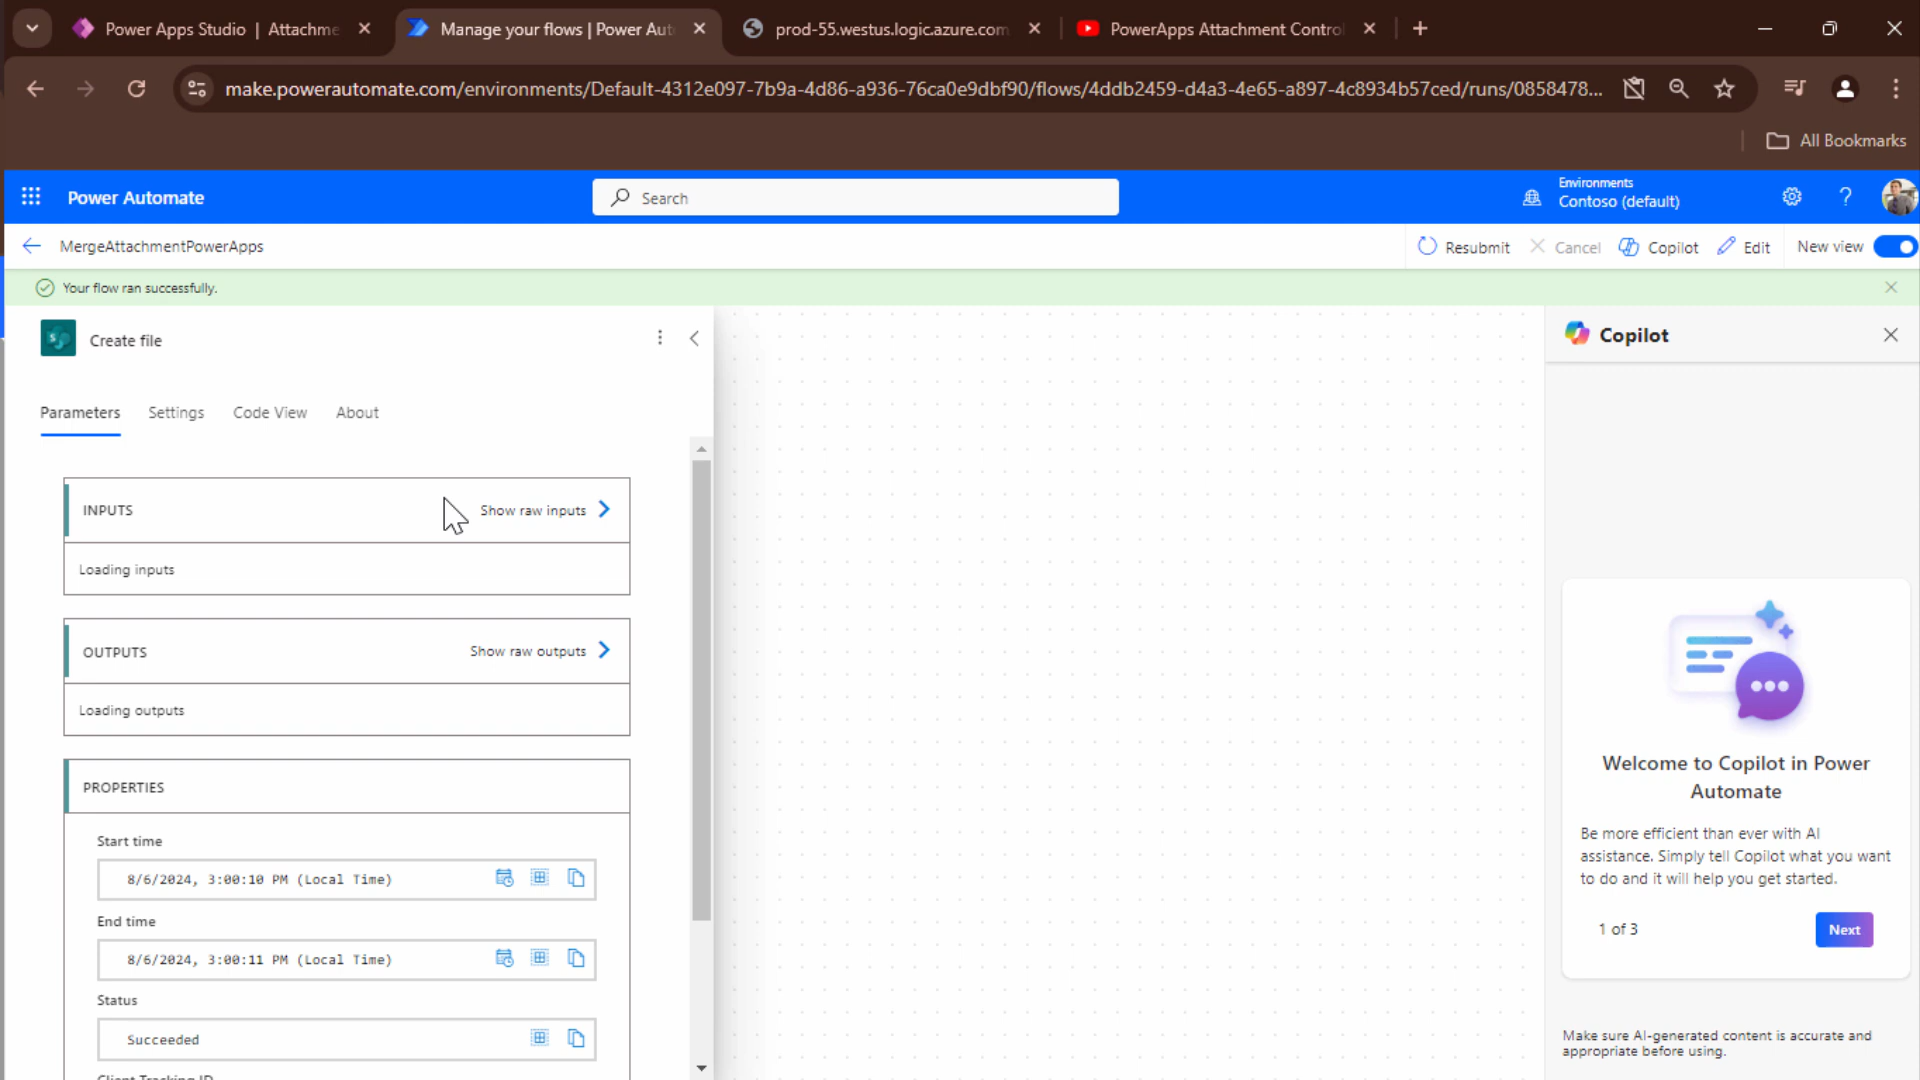 Power Apps Studio | Attachme
Manage your flows | Power Aut
prod-55.westus.logic.azure.com
PowerApps Attachment Contro
make.powerautomate.com/environments/Default-4312e097-7b9a-4d86-a936-76ca0e9dbf90/flows/4ddb2459-d4a3-4e65-a897-4c8934b57ced/runs/0858478...
All Bookmarks
Power Automate
Search
Environments
Contoso (default)
MergeAttachmentPowerApps
Resubmit
Cancel
Copilot
Edit
New view
Your flow ran successfully.
Create file
Parameters
Settings
Code View
About
INPUTS
Show raw inputs
Loading inputs
OUTPUTS
Show raw outputs
Loading outputs
PROPERTIES
Start time
8/6/2024, 3:00:10 PM (Local Time)
End time
8/6/2024, 3:00:11 PM (Local Time)
Status
Succeeded
Client Tracking ID
Copilot
Welcome to Copilot in Power
Automate
Be more efficient than ever with AI
assistance. Simply tell Copilot what you want
to do and it will help you get started.
1 of 3
Next
Make sure AI-generated content is accurate and
appropriate before using.